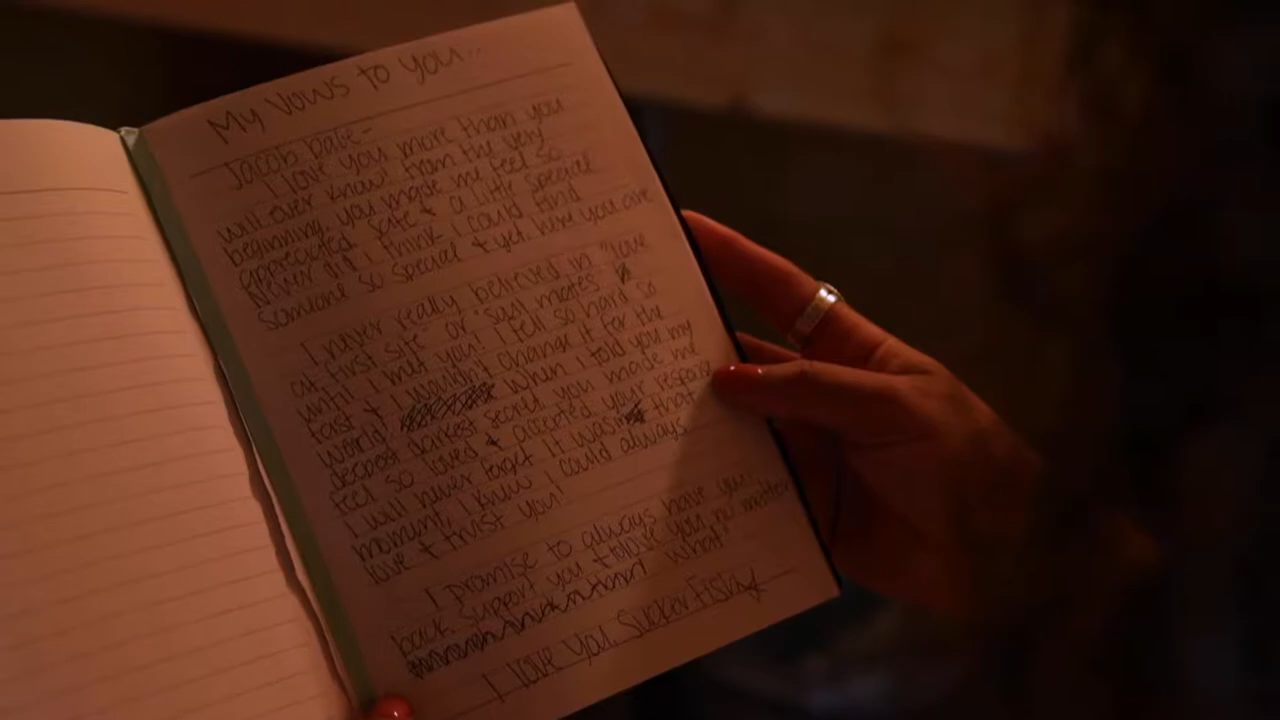 My vows to you...
Jacob Dale-
I love you more than you
will ever know. From the very
beginning, you made me feel so
appreciated, safe & a little special
Never did I think I could find
someone so special & yet, here you are
I never really believed in "love
at first site" or "soul mates"
until I met you! I fell so hard so
fast & I wouldn't change it for the
world! When I told you my
deepest darkest secret you made me
feel so loved & accepted your response
I will never forget. It was in that
moment, I knew I could always
love & trust you!
I promise to always have your
back, support you & love you no matter
what
I love you, Sucker Fish